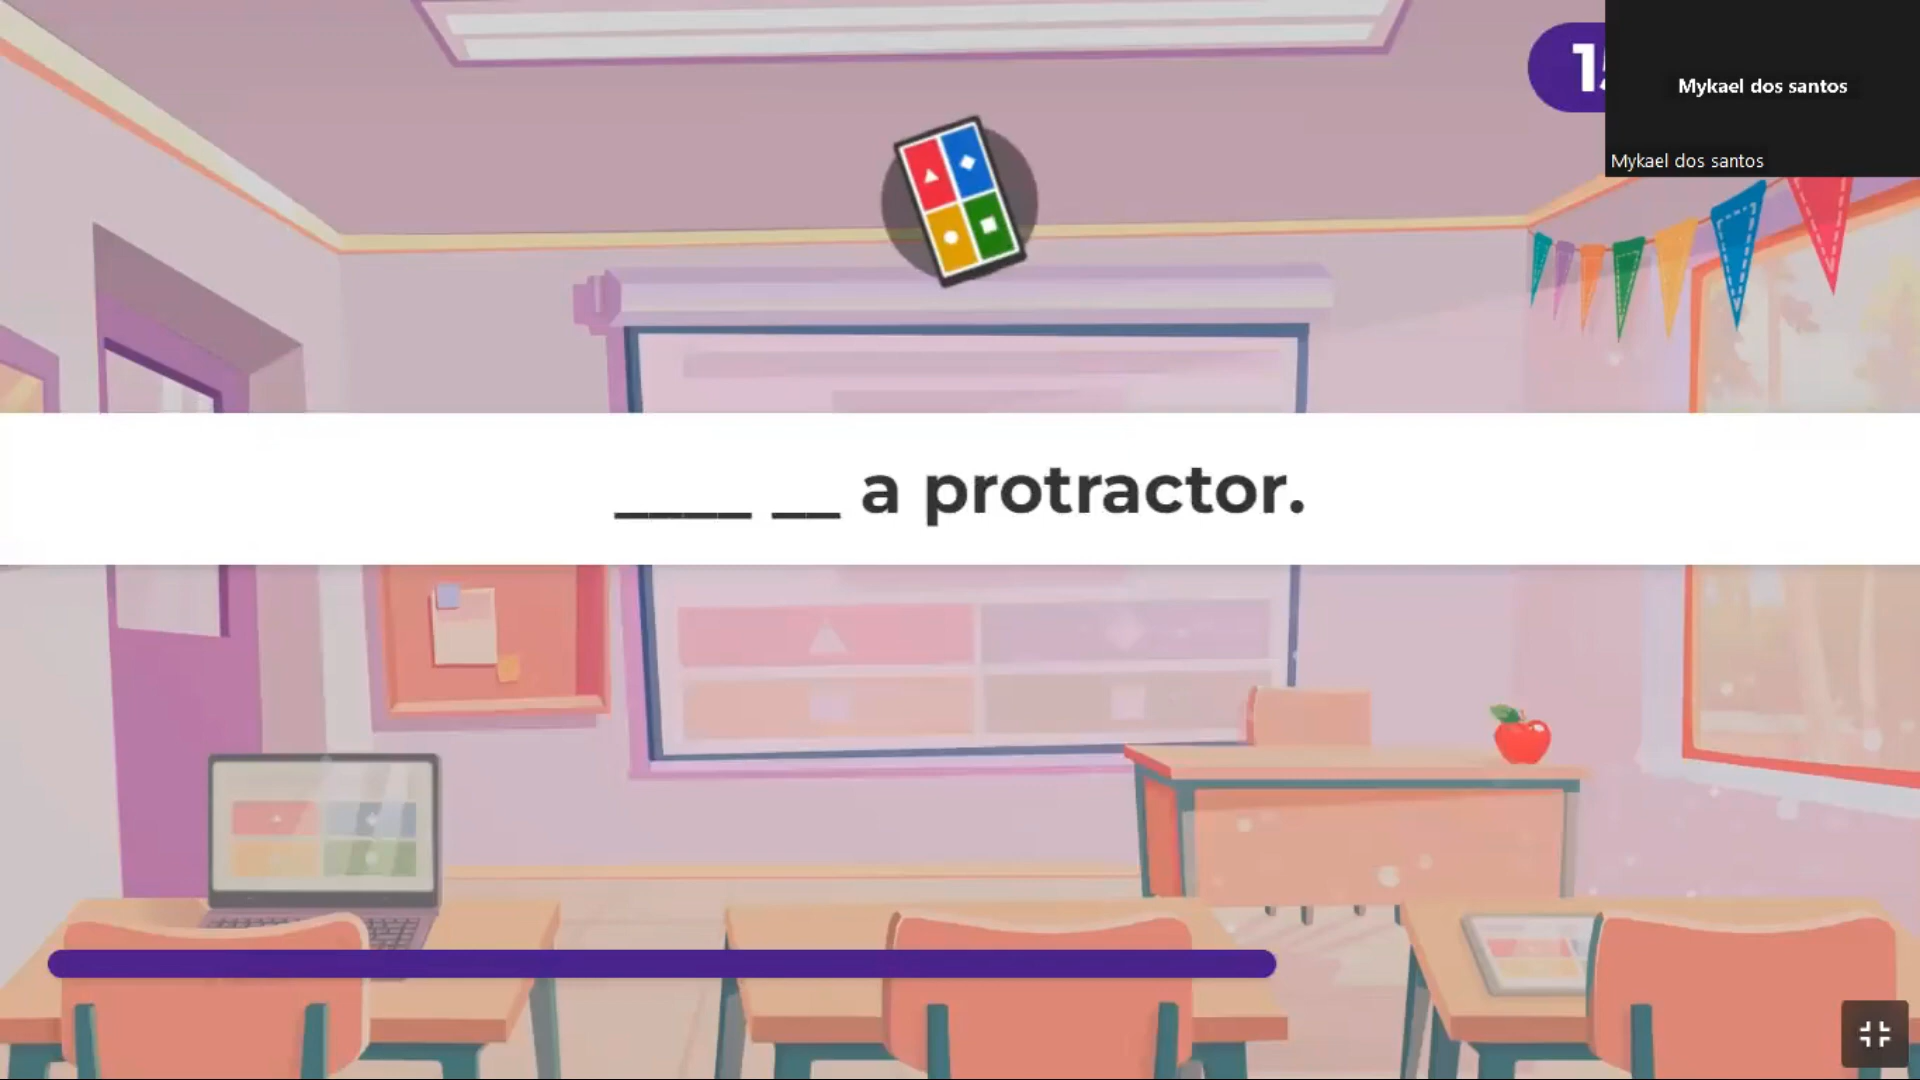 Mykael dos santos
Mykael dos santos
____ __ a protractor.